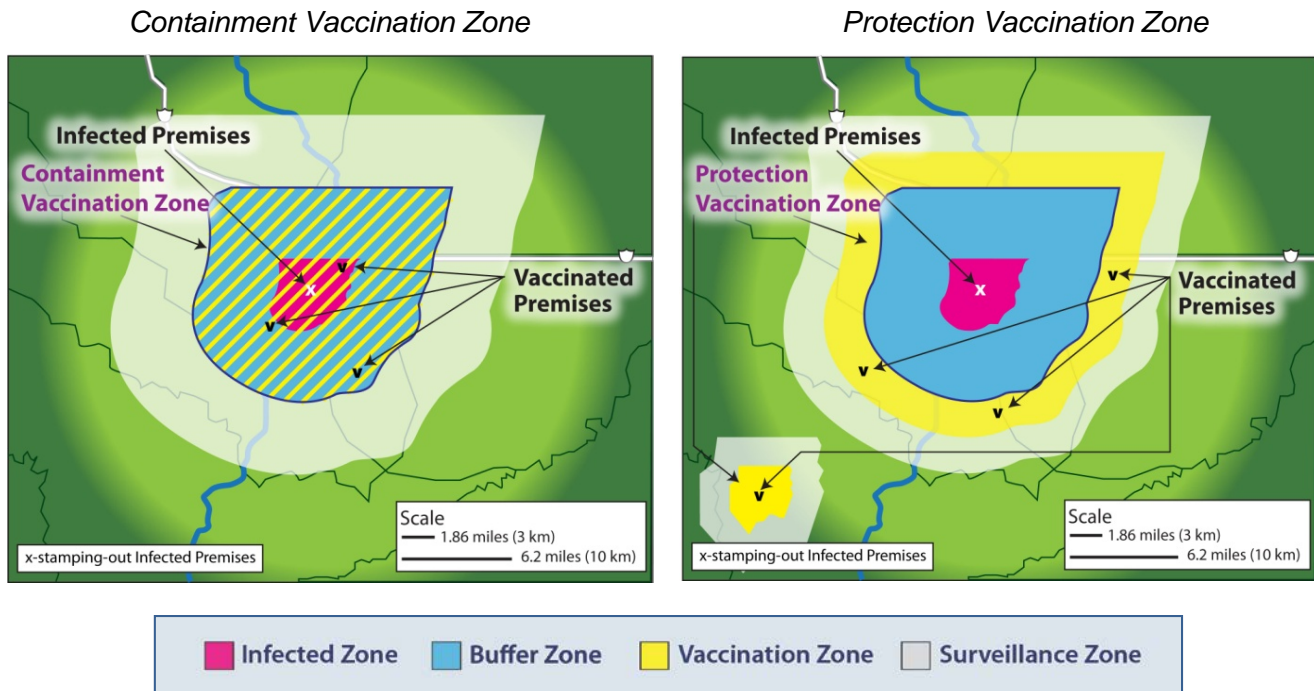 Containment Vaccination Zone
Infected Premises
Containment
Vaccination Zone
x
v
v
v
Vaccinated
Premises
Scale
1.86 miles (3 km)
6.2 miles (10 km)
x-stamping-out Infected Premises
Protection Vaccination Zone
Infected Premises
Protection
Vaccination Zone
x
v
v
v
v
Vaccinated
Premises
Scale
1.86 miles (3 km)
6.2 miles (10 km)
x-stamping-out Infected Premises
Infected Zone Buffer Zone Vaccination Zone Surveillance Zone